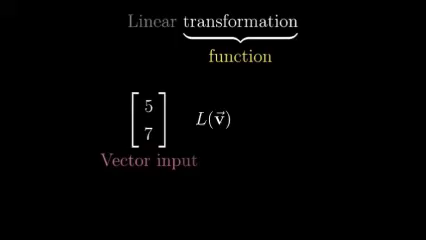 Linear transformation
function
5
7
L(v⃗)
Vector input